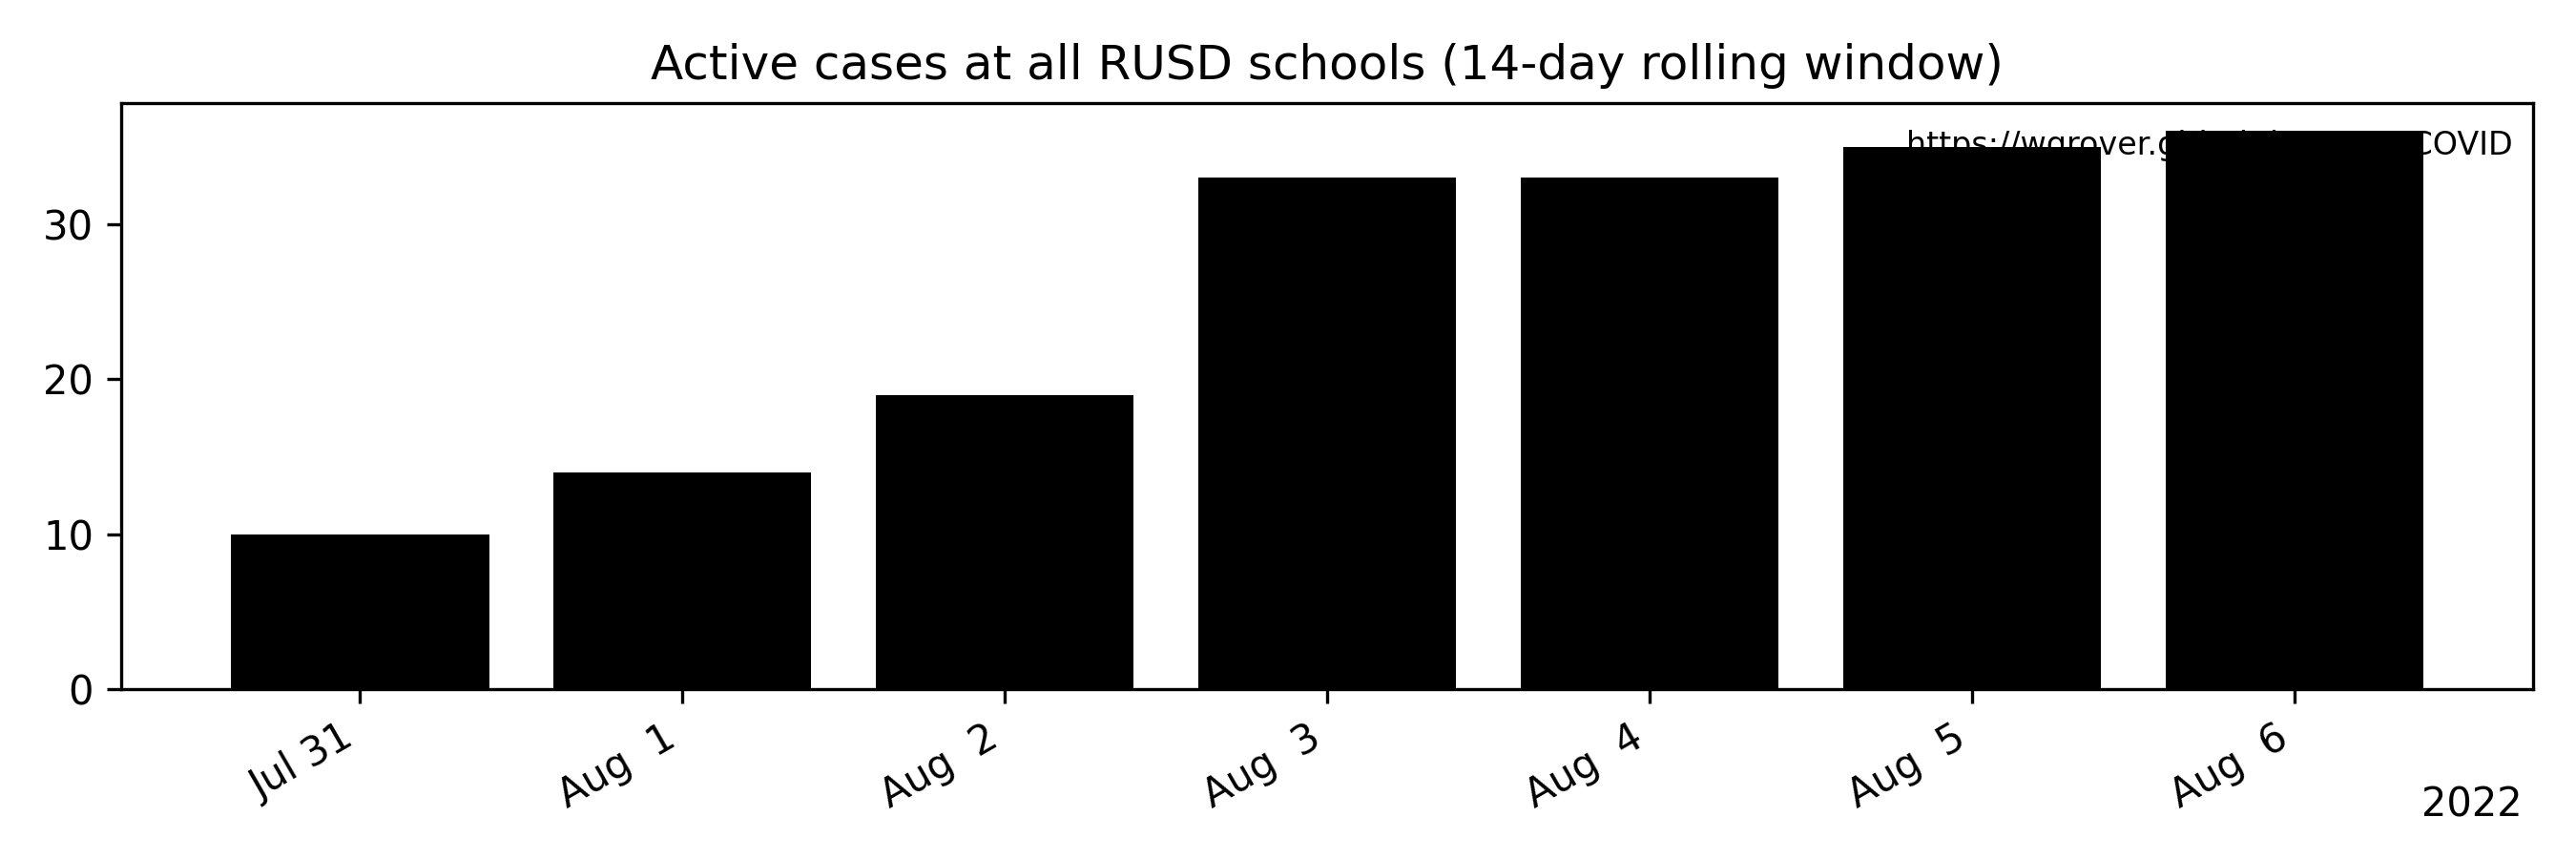 Active cases at all RUSD schools (14-day rolling window)
COVID
30
20
10
0
Jul 31
Aug 1
Aug 2
Aug 3
Aug 4
Aug 5
Aug 6
2022